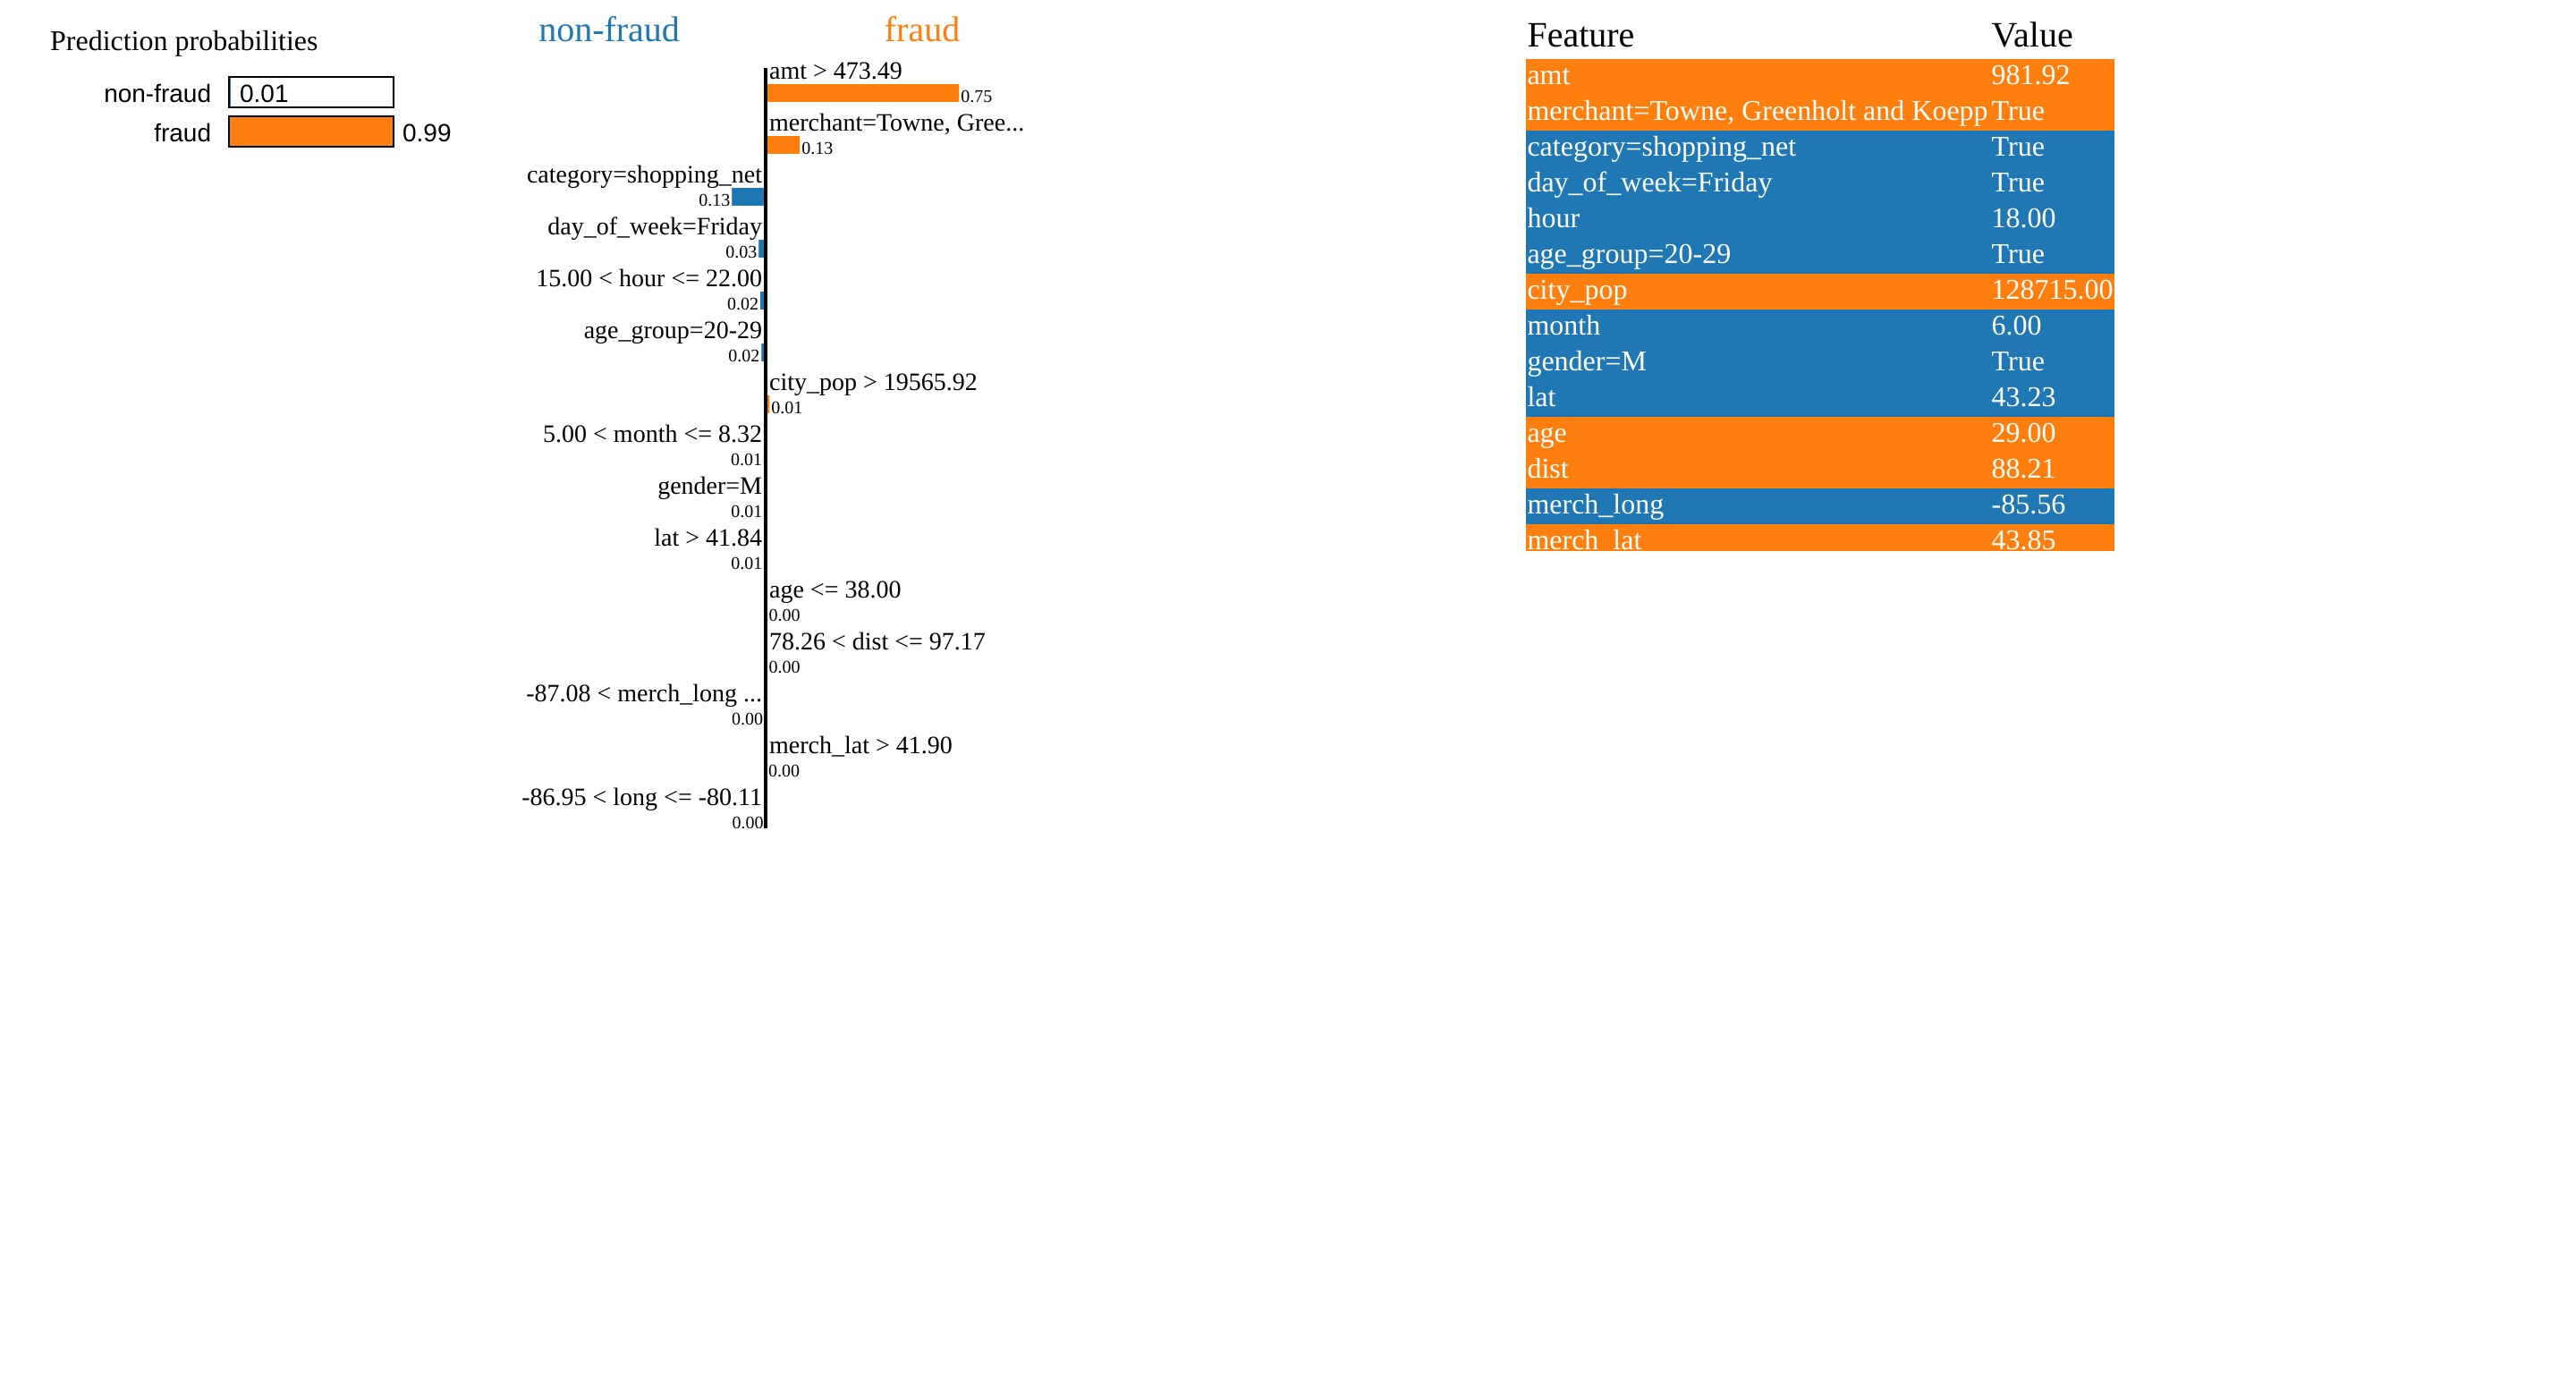 Prediction probabilities
non-fraud 0.01
fraud 0.99
non-fraud fraud
amt > 473.49
0.75
merchant=Towne, Gree...
0.13
category=shopping_net
0.13
day_of_week=Friday
0.03
15.00 < hour <= 22.00
0.02
age_group=20-29
0.02
city_pop > 19565.92
0.01
5.00 < month <= 8.32
0.01
gender=M
0.01
lat > 41.84
0.01
age <= 38.00
0.00
78.26 < dist <= 97.17
0.00
-87.08 < merch_long ...
0.00
merch_lat > 41.90
0.00
-86.95 < long <= -80.11
0.00
Feature Value
amt 981.92
merchant=Towne, Greenholt and Koepp True
category=shopping_net True
day_of_week=Friday True
hour 18.00
age_group=20-29 True
city_pop 128715.00
month 6.00
gender=M True
lat 43.23
age 29.00
dist 88.21
merch_long -85.56
merch_lat 43.85